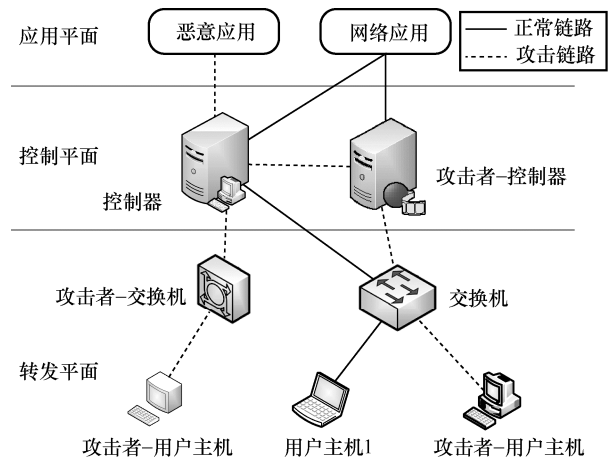 应用平面
恶意应用
网络应用
正常链路
攻击链路
控制平面
控制器
攻击者-控制器
攻击者-交换机
交换机
转发平面
攻击者-用户主机
用户主机1
攻击者-用户主机